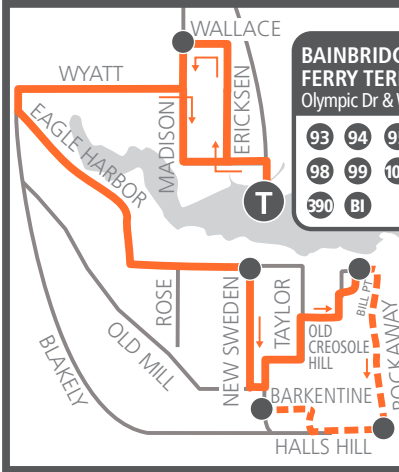 WALLACE
WYATT
EAGLE HARBOR
MADISON
ERICKSEN
T
BAINBRIDG
FERRY TER
Olympic Dr &
93 94
98 99
390 BI
ROSE
OLD MILL
BLAKELY
NEW SWEDEN
TAYLOR
OLD
CREOSOLE
HILL
BILL PT
BARKENTINE
HALLS HILL